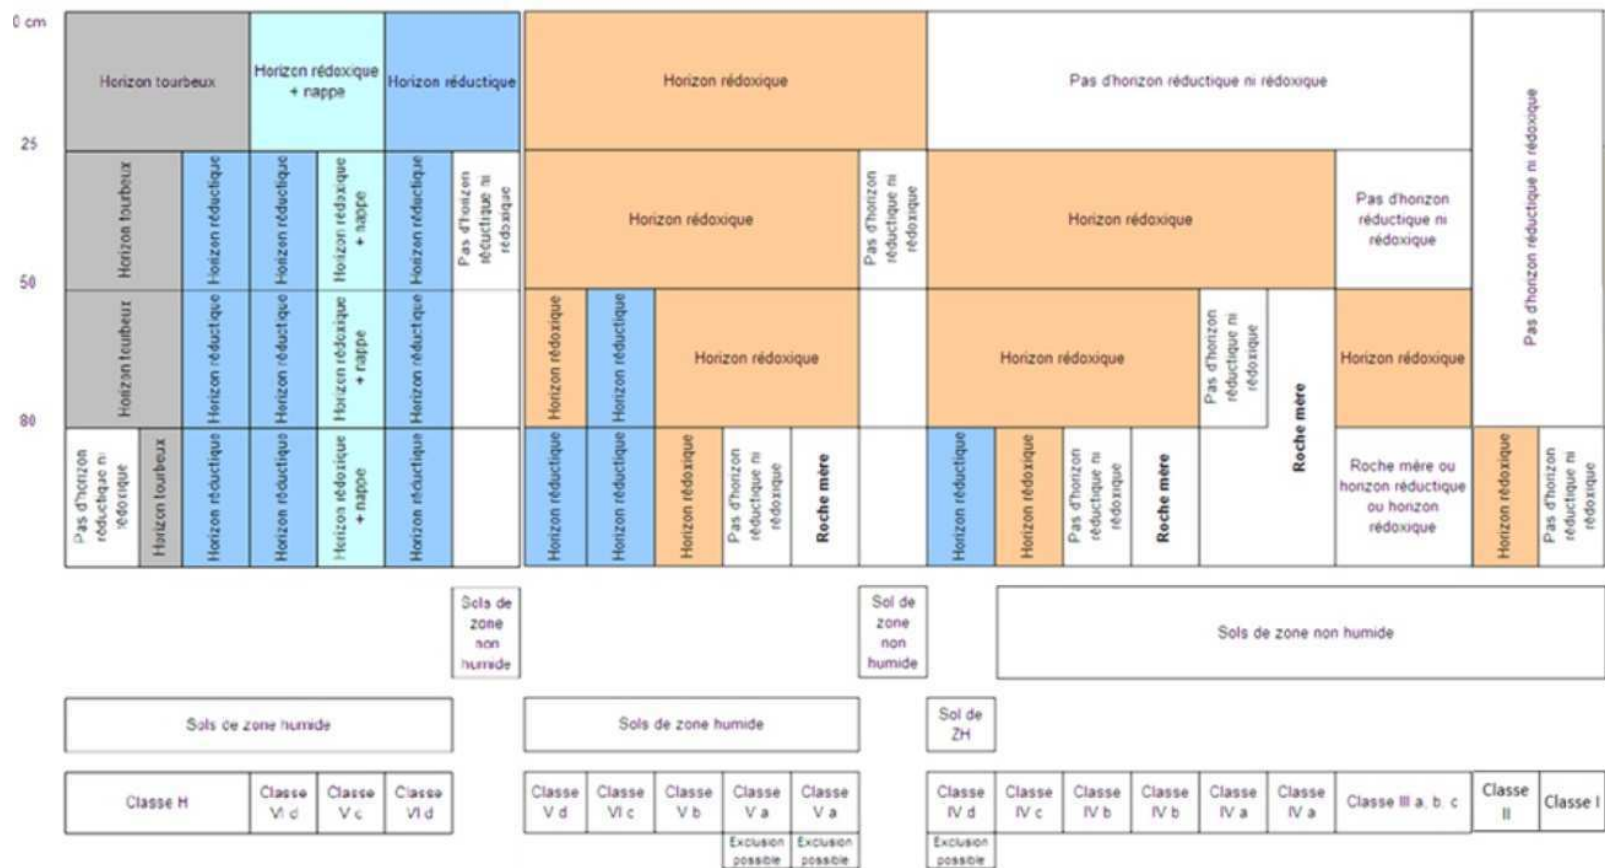 0 cm
Horizon tourbeux
Horizon rédoxique
+ nappe
Horizon réductique
Horizon rédoxique
Pas d'horizon réductique ni rédoxique
Pas d'horizon réductique ni rédoxique
25
Horizon tourbeux
Horizon réductique
Horizon réductique
Horizon rédoxique
+ nappe
Horizon réductique
Pas d'horizon
réductique ni
rédoxique
Horizon rédoxique
Pas d'horizon
réductique ni
rédoxique
Horizon rédoxique
Pas d'horizon
réductique ni
rédoxique
50
Horizon tourbeux
Horizon réductique
Horizon réductique
Horizon rédoxique
+ nappe
Horizon réductique
Horizon rédoxique
Horizon réductique
Horizon rédoxique
Horizon rédoxique
Pas d'horizon
réductique ni
rédoxique
Roche mère
Horizon rédoxique
80
Pas d'horizon
réductique ni
rédoxique
Horizon tourbeux
Horizon réductique
Horizon réductique
Horizon rédoxique
+ nappe
Horizon réductique
Horizon réductique
Horizon réductique
Horizon rédoxique
Pas d'horizon
réductique ni
rédoxique
Roche mère
Horizon réductique
Horizon rédoxique
Pas d'horizon
réductique ni
rédoxique
Roche mère
Roche mère ou
horizon réductique
ou horizon
rédoxique
Horizon rédoxique
Pas d'horizon
réductique ni
rédoxique
Sols de
zone
non
humide
Sol de
zone
non
humide
Sols de zone non humide
Sols de zone humide
Sols de zone humide
Sol de
ZH
Classe H
Classe
VI d
Classe
V c
Classe
VI d
Classe
V d
Classe
VI c
Classe
V b
Classe
V a
Classe
V a
Classe
IV d
Classe
IV c
Classe
IV b
Classe
IV b
Classe
IV a
Classe
IV a
Classe III a, b, c
Classe
II
Classe I
Exclusion
possible
Exclusion
possible
Exclusion
possible